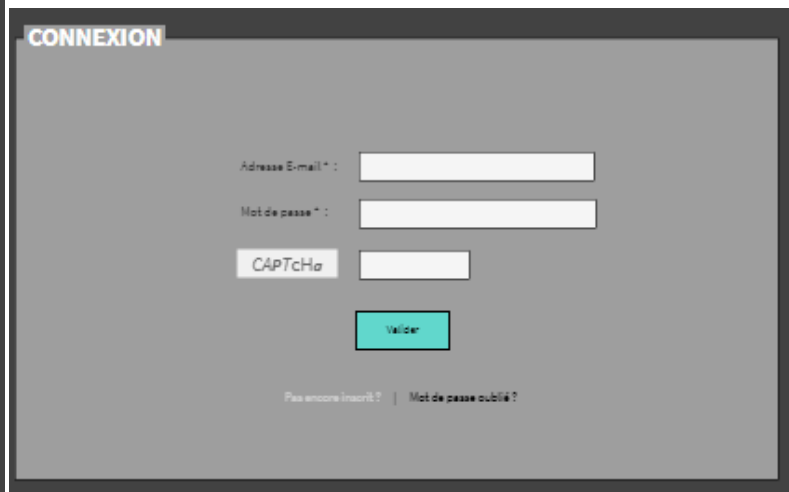 CONNEXION
Adresse E-mail * :
Mot de passe * :
CAPTcHa
Valider
Pas encore inscrit ? | Mot de passe oublié ?